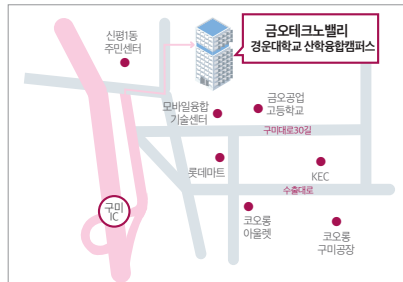 금오테크노밸리
경운대학교 산학융합캠퍼스
신평1동
주민센터
모바일융합
기술센터
금오공업
고등학교
구미대로30길
롯데마트
KEC
수출대로
구미
IC
코오롱
아울렛
코오롱
구미공장